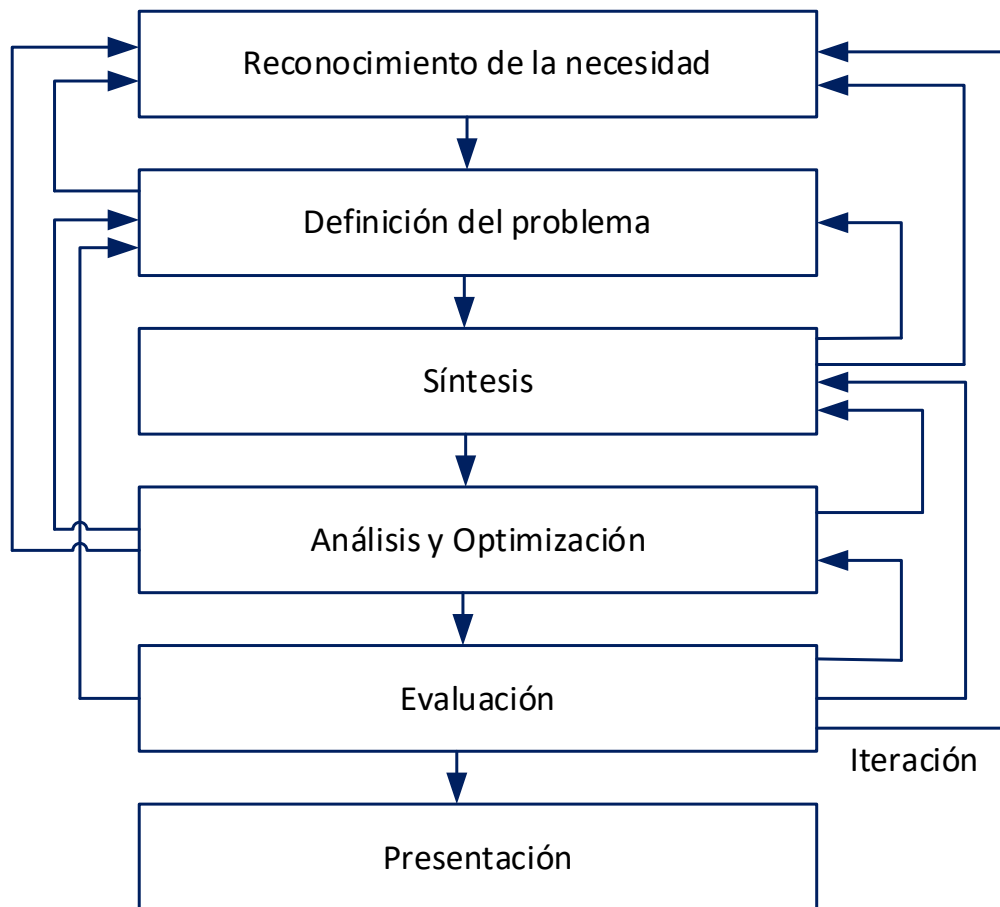 Reconocimiento de la necesidad
Definición del problema
Síntesis
Análisis y Optimización
Evaluación
Iteración
Presentación